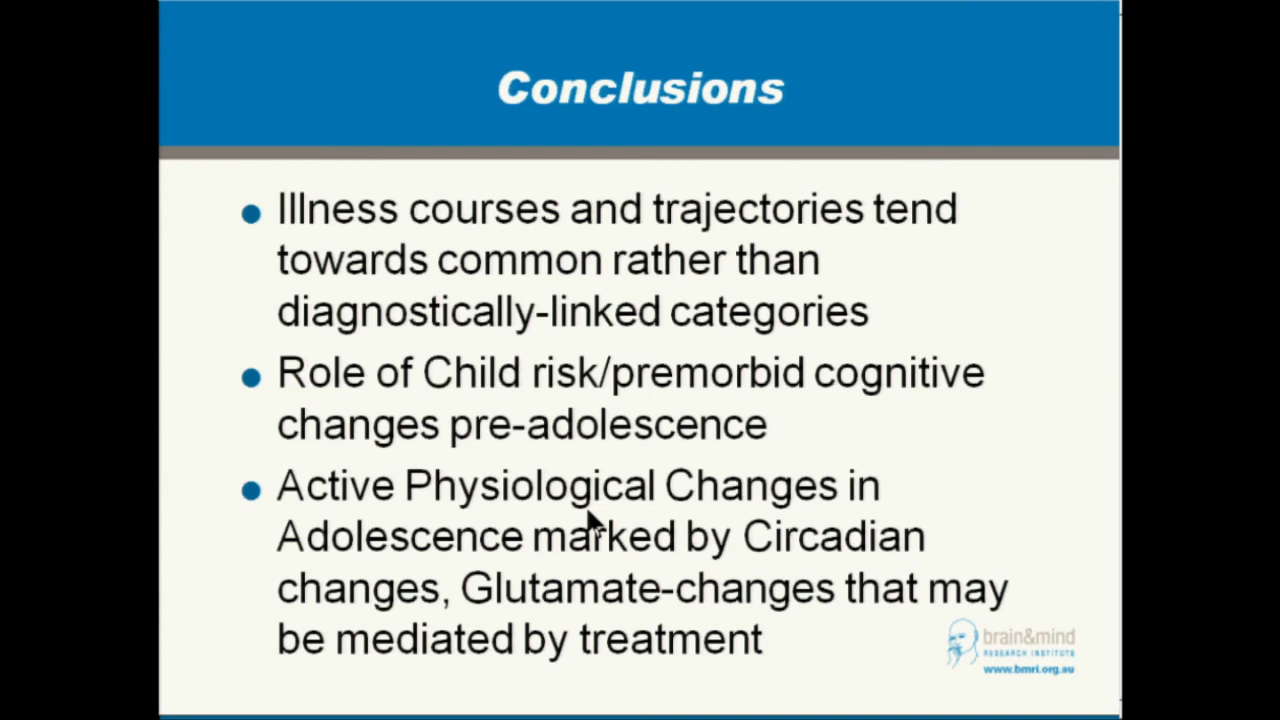 Conclusions
Illness courses and trajectories tend
towards common rather than
diagnostically-linked categories
Role of Child risk/premorbid cognitive
changes pre-adolescence
Active Physiological Changes in
Adolescence marked by Circadian
changes, Glutamate-changes that may
be mediated by treatment
brain&mind
RESEARCH INSTITUTE
www.bmri.org.au